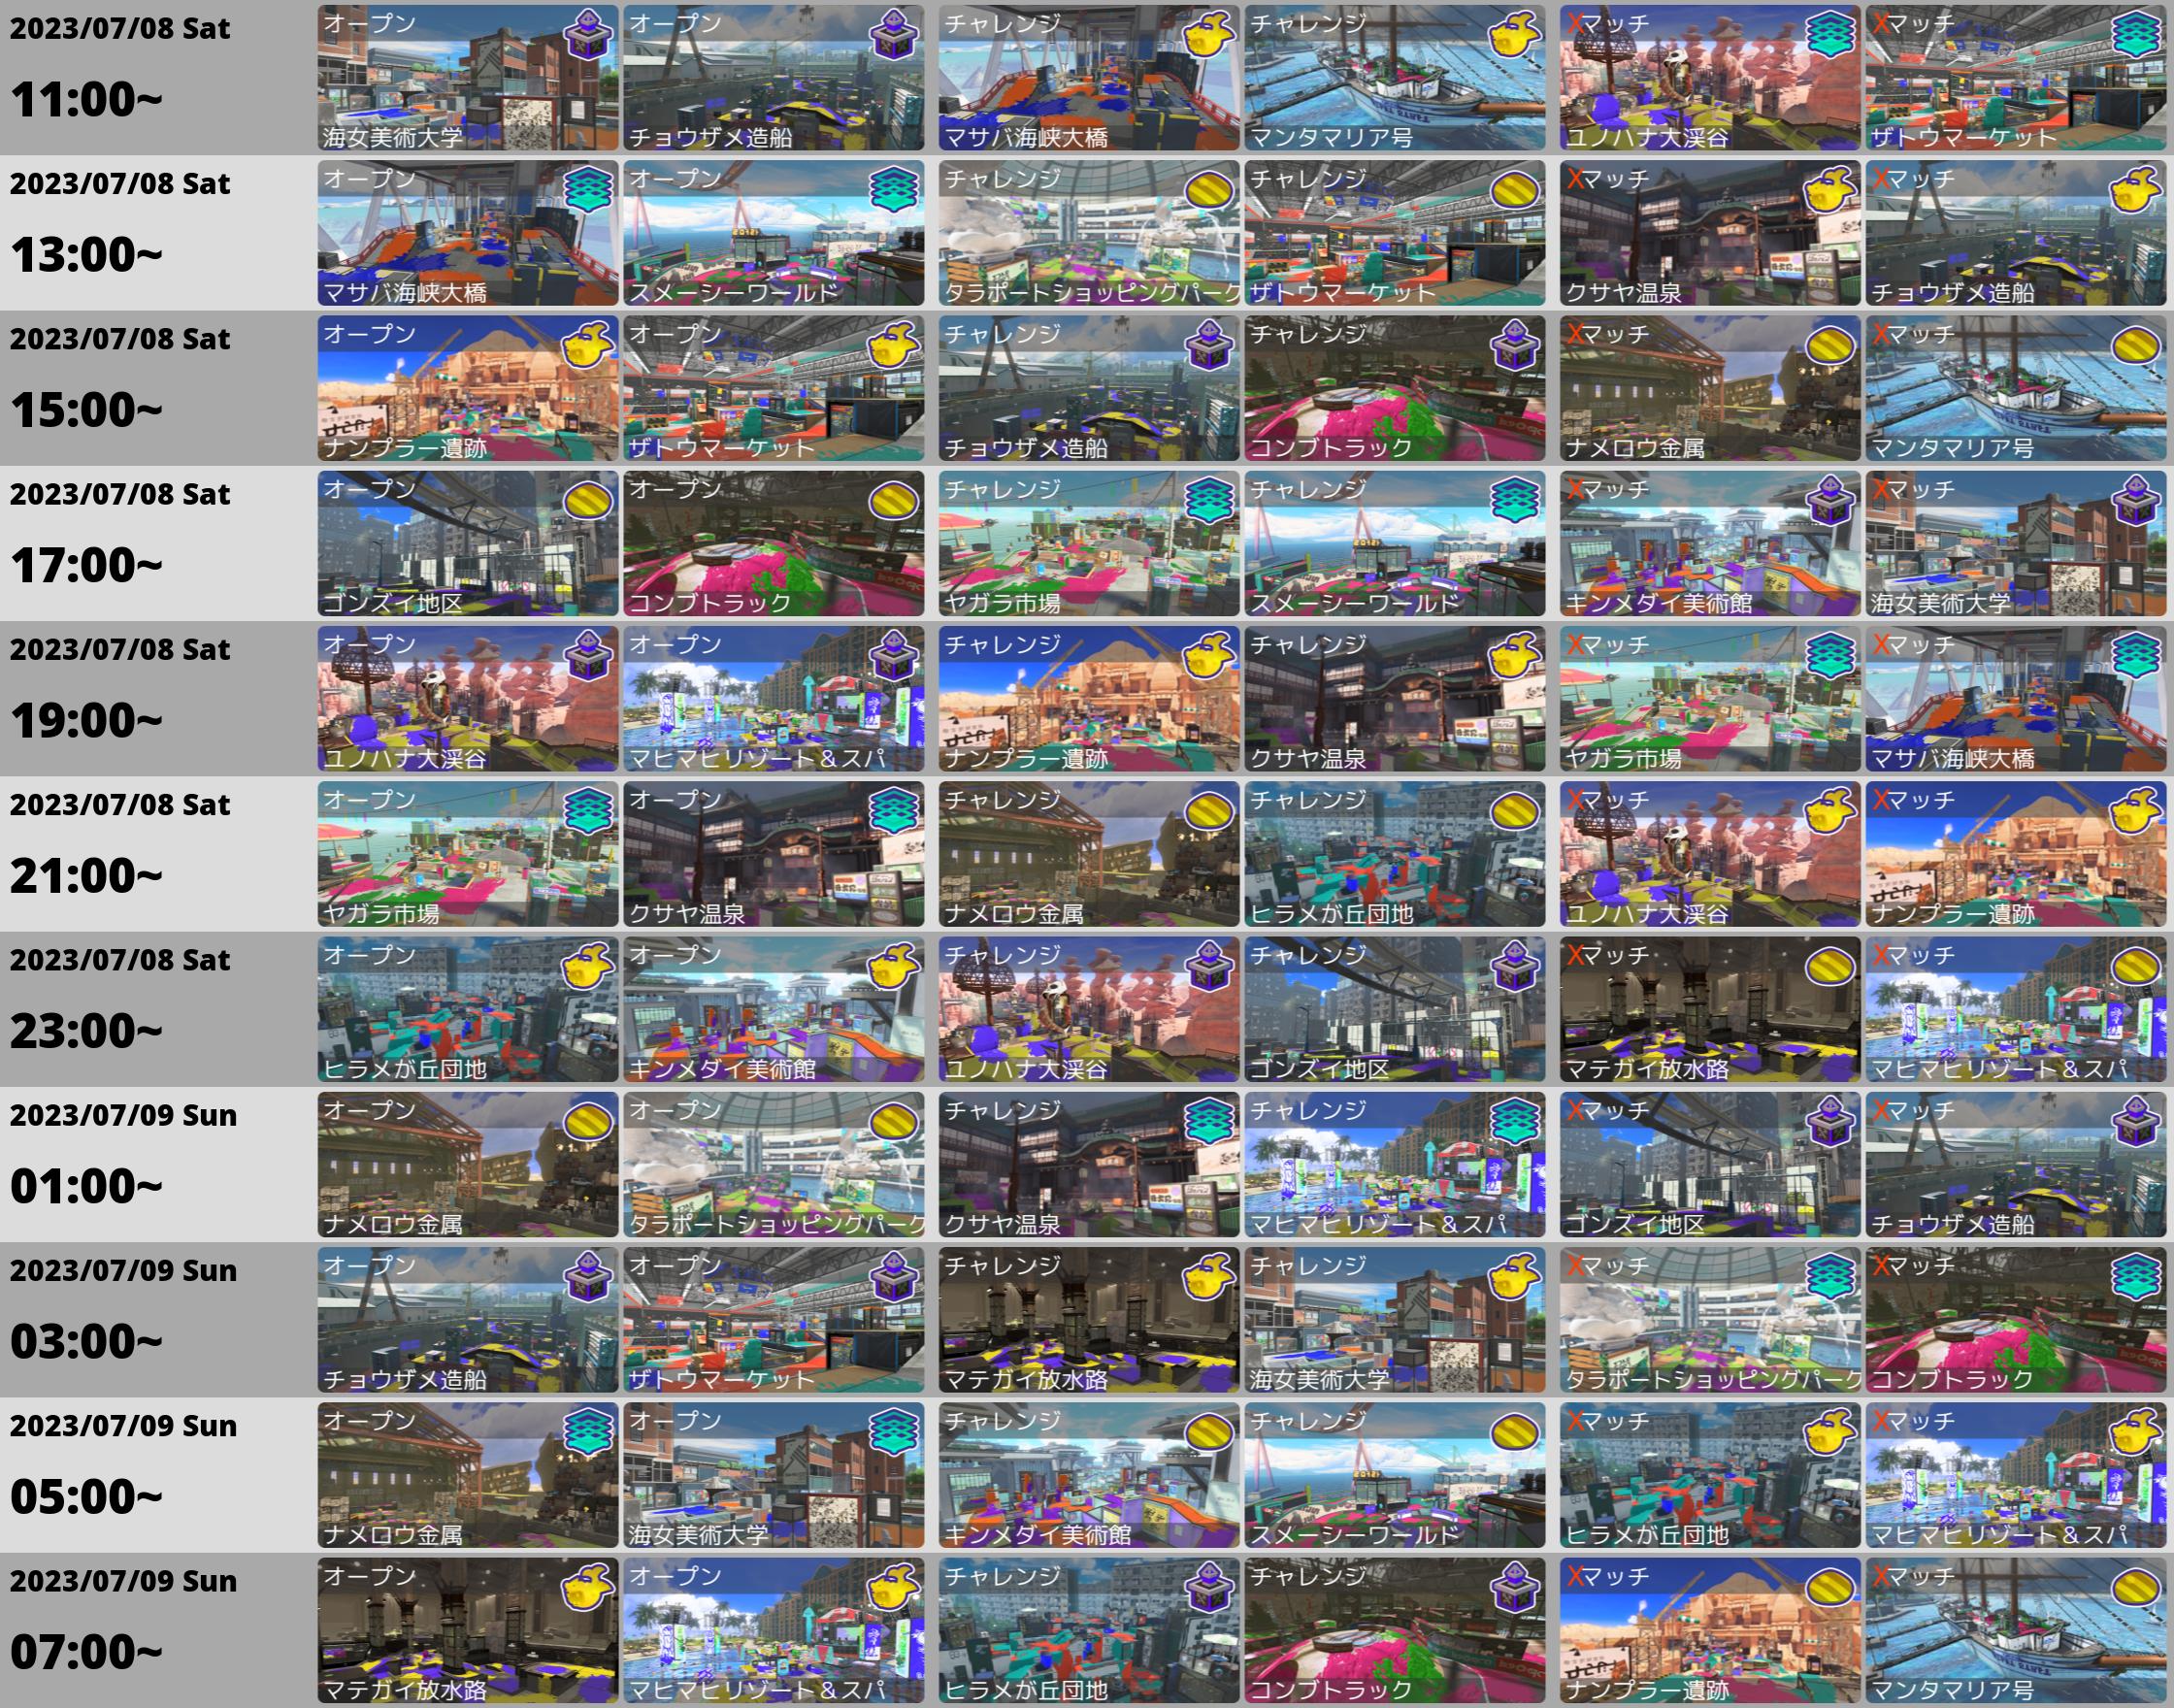 2023/07/08 Sat
11:00~
オープン オープン チャレンジ チャレンジ Xマッチ Xマッチ
海女美術大学 チョウザメ造船 マサバ海峡大橋 マンタマリア号 ユノハナ大渓谷 ザトウマーケット
2023/07/08 Sat
13:00~
オープン オープン チャレンジ チャレンジ Xマッチ Xマッチ
マサバ海峡大橋 スメーシーワールド タラポートショッピングパーク ザトウマーケット クサヤ温泉 チョウザメ造船
2023/07/08 Sat
15:00~
オープン オープン チャレンジ チャレンジ Xマッチ Xマッチ
ナンプラー遺跡 ザトウマーケット チョウザメ造船 コンブトラック ナメロウ金属 マンタマリア号
2023/07/08 Sat
17:00~
オープン オープン チャレンジ チャレンジ Xマッチ Xマッチ
ゴンズイ地区 コンブトラック ヤガラ市場 スメーシーワールド キンメダイ美術館 海女美術大学
2023/07/08 Sat
19:00~
オープン オープン チャレンジ チャレンジ Xマッチ Xマッチ
ユノハナ大渓谷 マヒマヒリゾート＆スパ ナンプラー遺跡 クサヤ温泉 ヤガラ市場 マサバ海峡大橋
2023/07/08 Sat
21:00~
オープン オープン チャレンジ チャレンジ Xマッチ Xマッチ
ヤガラ市場 クサヤ温泉 ナメロウ金属 ヒラメが丘団地 ユノハナ大渓谷 ナンプラー遺跡
2023/07/08 Sat
23:00~
オープン オープン チャレンジ チャレンジ Xマッチ Xマッチ
ヒラメが丘団地 キンメダイ美術館 ユノハナ大渓谷 ゴンズイ地区 マテガイ放水路 マヒマヒリゾート＆スパ
2023/07/09 Sun
01:00~
オープン オープン チャレンジ チャレンジ Xマッチ Xマッチ
ナメロウ金属 タラポートショッピングパーク クサヤ温泉 マヒマヒリゾート＆スパ ゴンズイ地区 チョウザメ造船
2023/07/09 Sun
03:00~
オープン オープン チャレンジ チャレンジ Xマッチ Xマッチ
チョウザメ造船 ザトウマーケット マテガイ放水路 海女美術大学 タラポートショッピングパーク コンブトラック
2023/07/09 Sun
05:00~
オープン オープン チャレンジ チャレンジ Xマッチ Xマッチ
ナメロウ金属 海女美術大学 キンメダイ美術館 スメーシーワールド ヒラメが丘団地 マヒマヒリゾート＆スパ
2023/07/09 Sun
07:00~
オープン オープン チャレンジ チャレンジ Xマッチ Xマッチ
マテガイ放水路 マヒマヒリゾート＆スパ ヒラメが丘団地 コンブトラック ナンプラー遺跡 マンタマリア号